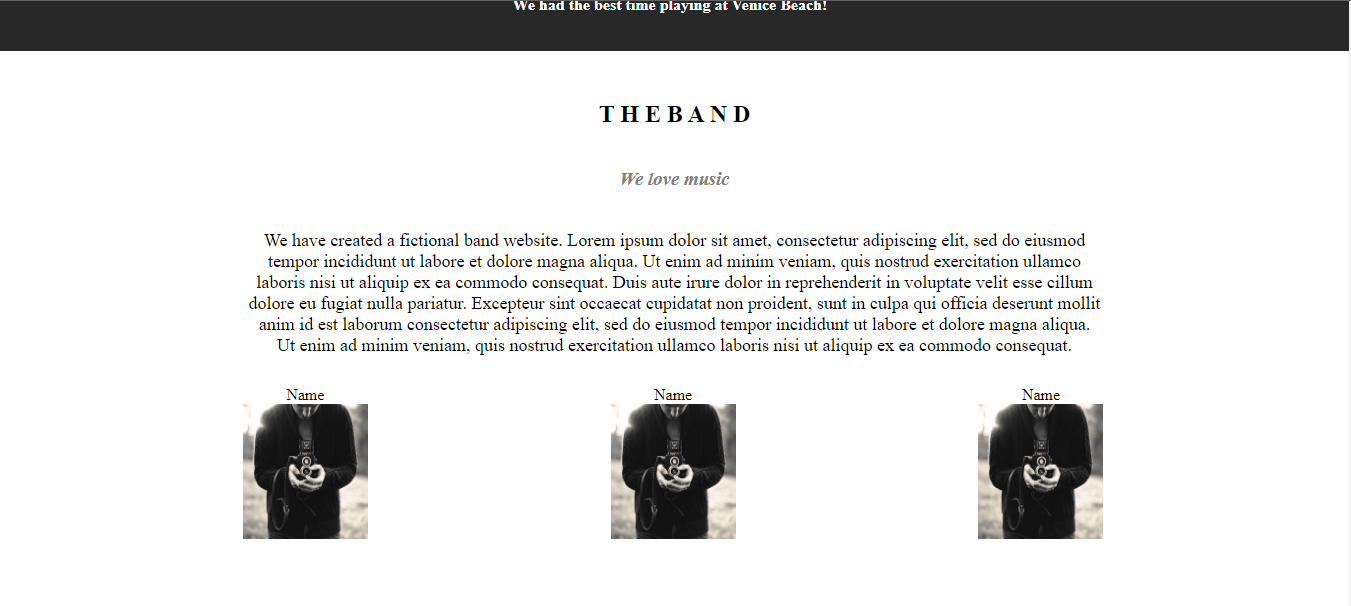 We had the best time playing at Venice Beach!
T H E B A N D
We love music
We have created a fictional band website. Lorem ipsum dolor sit amet, consectetur adipiscing elit, sed do eiusmod
tempor incididunt ut labore et dolore magna aliqua. Ut enim ad minim veniam, quis nostrud exercitation ullamco
laboris nisi ut aliquip ex ea commodo consequat. Duis aute irure dolor in reprehenderit in voluptate velit esse cillum
dolore eu fugiat nulla pariatur. Excepteur sint occaecat cupidatat non proident, sunt in culpa qui officia deserunt mollit
anim id est laborum consectetur adipiscing elit, sed do eiusmod tempor incididunt ut labore et dolore magna aliqua.
Ut enim ad minim veniam, quis nostrud exercitation ullamco laboris nisi ut aliquip ex ea commodo consequat.
Name Name Name